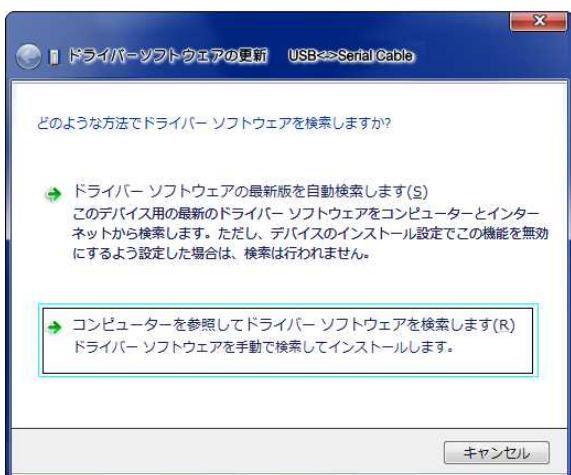 ドライバーソフトウェアの更新 USB<=>Serial Cable
どのような方法でドライバー ソフトウェアを検索しますか?
ドライバー ソフトウェアの最新版を自動検索します(S)
このデバイス用の最新のドライバー ソフトウェアをコンピューターとインター
ネットから検索します。ただし、デバイスのインストール設定でこの機能を無効
にするよう設定した場合は、検索は行われません。
コンピューターを参照してドライバー ソフトウェアを検索します(R)
ドライバー ソフトウェアを手動で検索してインストールします。
キャンセル